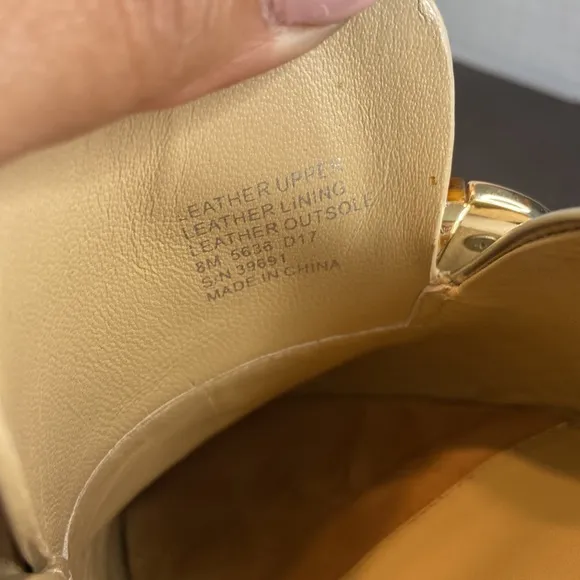 LEATHER UPPER
LEATHER LINING
LEATHER OUTSOLE
8M 5636 D17
S/N 39691
MADE IN CHINA